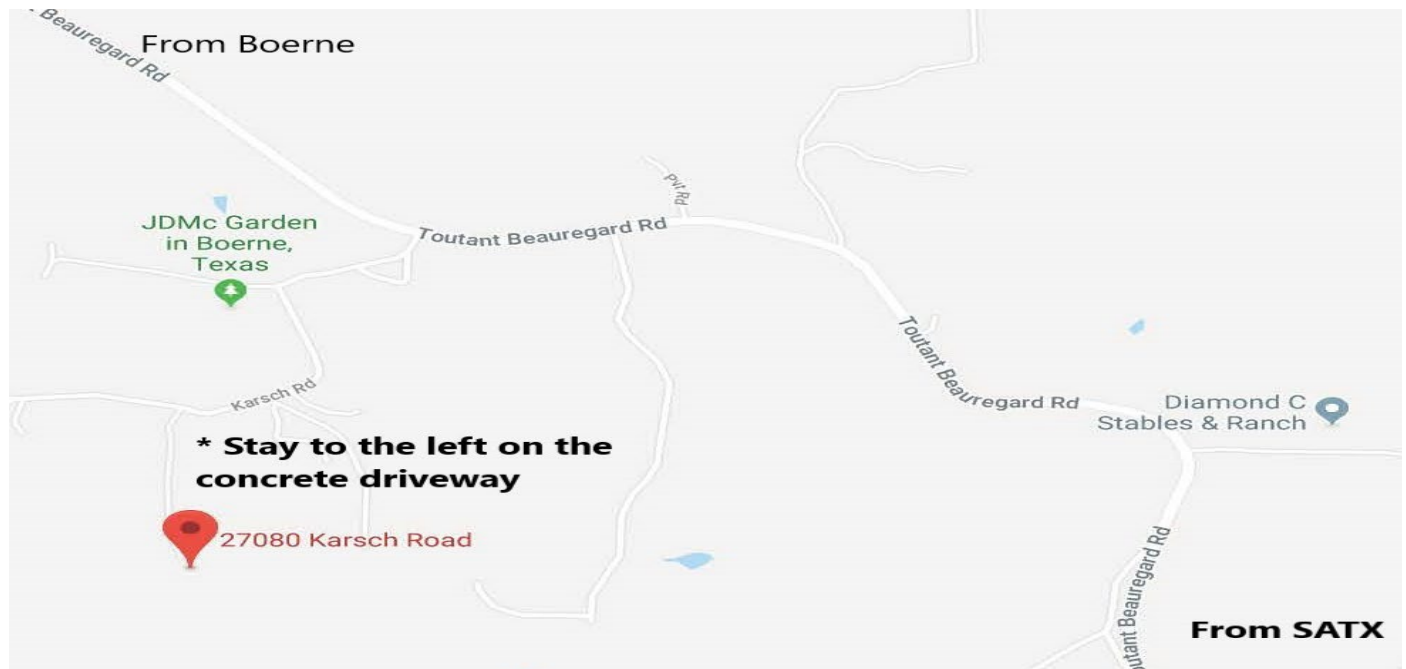 t Beauregard Rd
From Boerne
Pvt Rd
JDMc Garden
in Boerne,
Texas
Toutant Beauregard Rd
Toutant Beauregard Rd
Karsch Rd
Diamond C
Stables & Ranch
* Stay to the left on the
concrete driveway
27080 Karsch Road
utant Beauregard Rd
From SATX